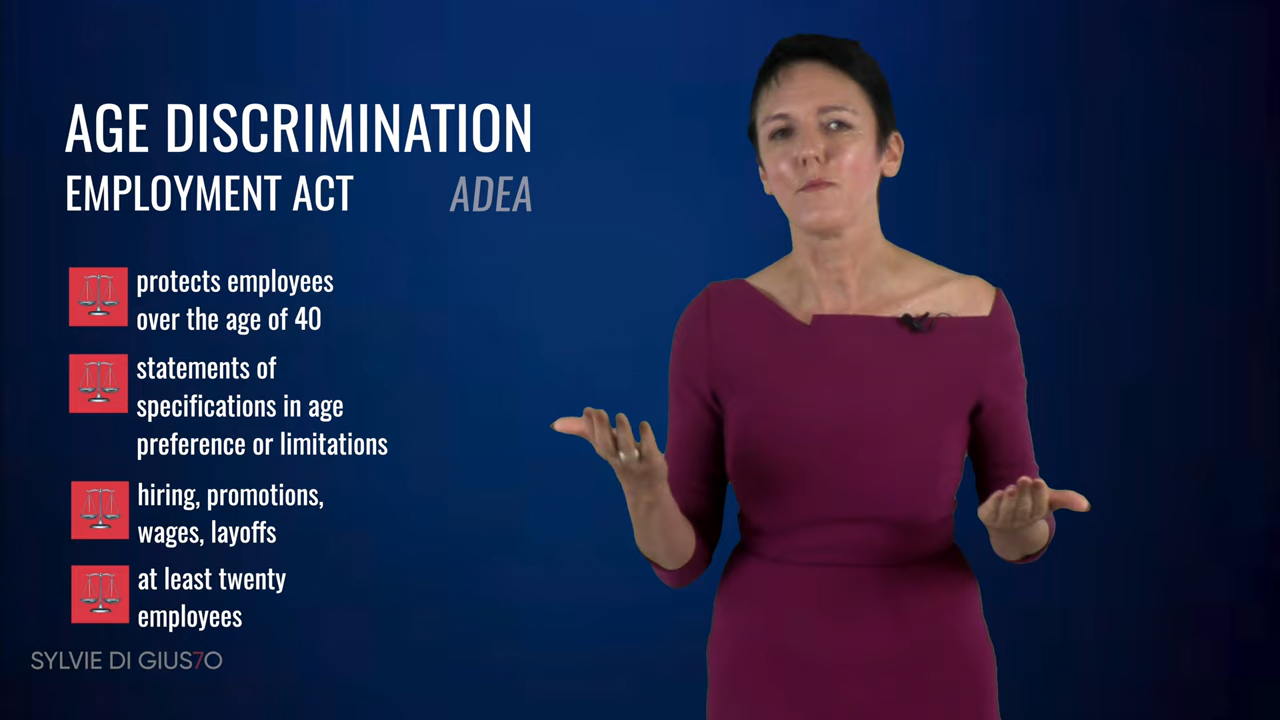 AGE DISCRIMINATION
EMPLOYMENT ACT ADEA
protects employees
over the age of 40
statements of
specifications in age
preference or limitations
hiring, promotions,
wages, layoffs
at least twenty
employees
SYLVIE DI GIUS7O